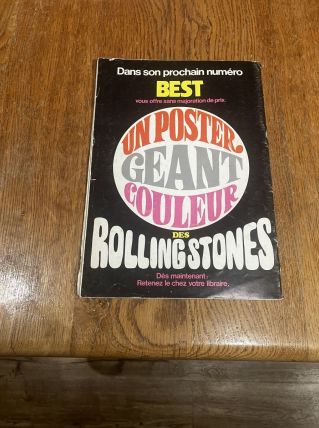 Dans son prochain numéro
BEST
vous offre sans majoration de prix.
UN POSTER
GEANT
COULEUR
DES
ROLLING STONES
Dès maintenant:
Retenez le chez votre libraire.